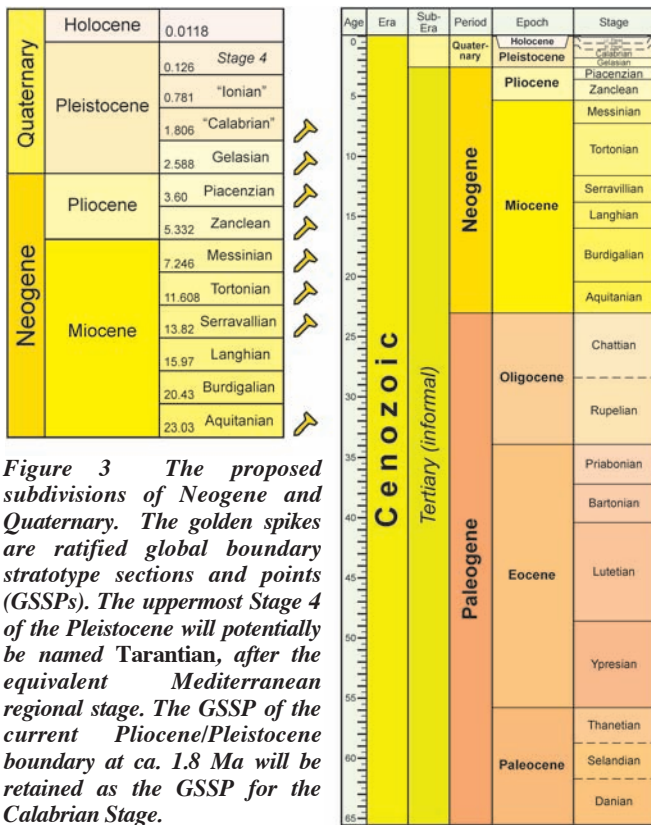 Quaternary
Holocene 0.0118
Pleistocene
0.126 Stage 4
0.781 "Ionian"
1.806 "Calabrian"
2.588 Gelasian
Neogene
Pliocene
3.60 Piacenzian
5.332 Zanclean
Miocene
7.246 Messinian
11.608 Tortonian
13.82 Serravallian
15.97 Langhian
20.43 Burdigalian
23.03 Aquitanian
Figure 3 The proposed
subdivisions of Neogene and
Quaternary. The golden spikes
are ratified global boundary
stratotype sections and points
(GSSPs). The uppermost Stage 4
of the Pleistocene will potentially
be named Tarantian, after the
equivalent Mediterranean
regional stage. The GSSP of the
current Pliocene/Pleistocene
boundary at ca. 1.8 Ma will be
retained as the GSSP for the
Calabrian Stage.
Age Era Sub-
Era Period Epoch Stage
0
5
10
15
20
25
30
35
40
45
50
55
60
65
Cenozoic
Tertiary (informal)
Quater-
nary
Neogene
Paleogene
Holocene
Pleistocene
Pliocene
Miocene
Oligocene
Eocene
Paleocene
Calabrian
Gelasian
Piacenzian
Zanclean
Messinian
Tortonian
Serravillian
Langhian
Burdigalian
Aquitanian
Chattian
Rupelian
Priabonian
Bartonian
Lutetian
Ypresian
Thanetian
Selandian
Danian